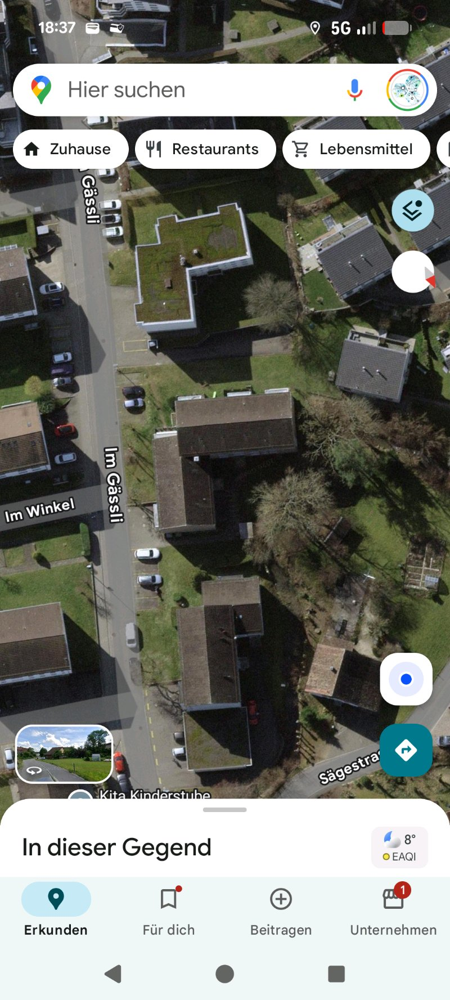 18:37
5G
Hier suchen
Zuhause
Restaurants
Lebensmittel
Gässli
Im Gässli
Im Winkel
Kita Kinderstube
In dieser Gegend
8°
EAQI
1
Erkunden
Für dich
Beitragen
Unternehmen